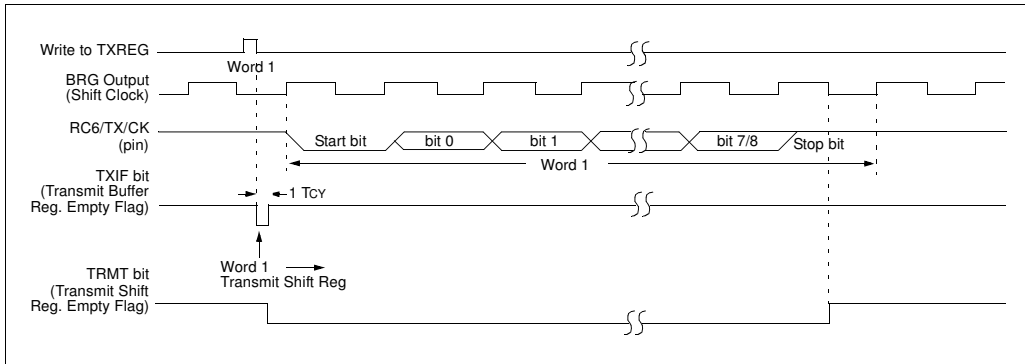 Write to TXREG
Word 1
BRG Output
(Shift Clock)
RC6/TX/CK
(pin)
Start bit
bit 0
bit 1
bit 7/8
Stop bit
Word 1
TXIF bit
(Transmit Buffer
Reg. Empty Flag)
1 TCY
Word 1
Transmit Shift Reg
TRMT bit
(Transmit Shift
Reg. Empty Flag)